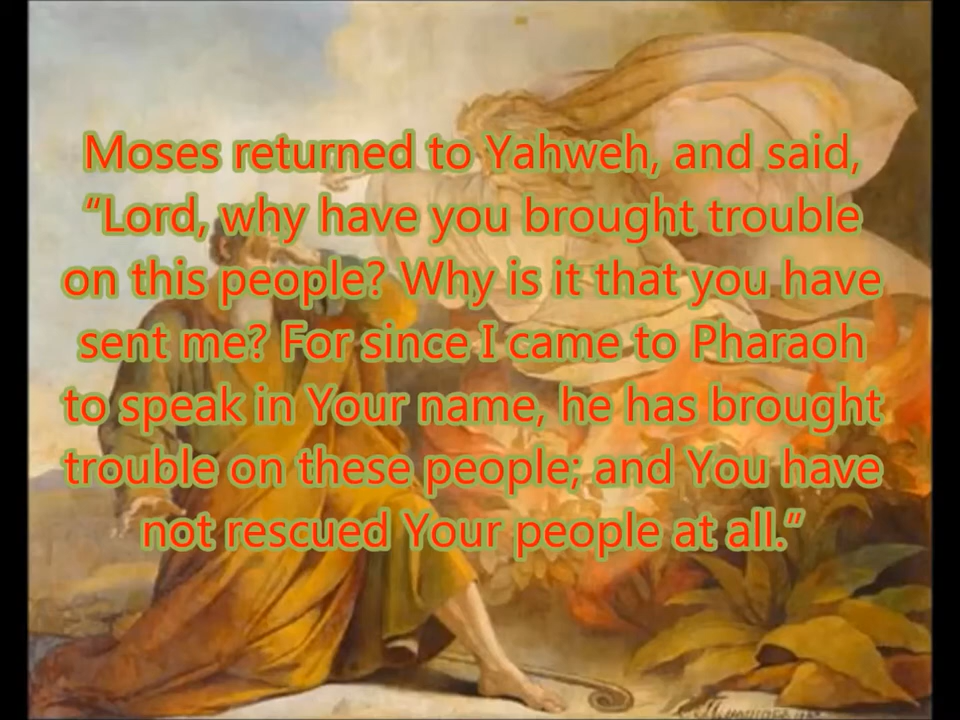 Moses returned to Yahweh, and said,
“Lord, why have you brought trouble
on this people? Why is it that you have
sent me? For since I came to Pharaoh
to speak in Your name, he has brought
trouble on these people; and You have
not rescued Your people at all.”